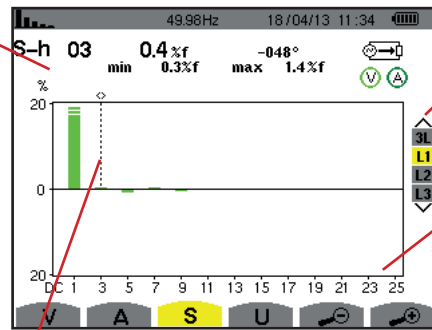 49.98Hz 18/04/13 11:34
S-h 03 0.4 %f -048°
min 0.3%f max 1.4%f
%
V A
20
3L
L1
L2
L3
0
20
DC 1 3 5 7 9 11 13 15 17 19 21 23 25
V A S U